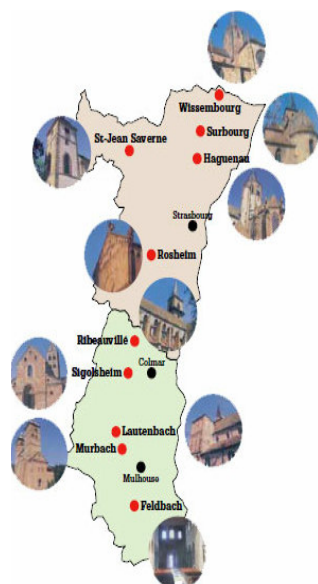 Wissembourg
Surbourg
St-Jean Saverne
Haguenau
Strasbourg
Rosheim
Ribeauvillé
Colmar
Sigolsheim
Lautenbach
Murbach
Mulhouse
Feldbach